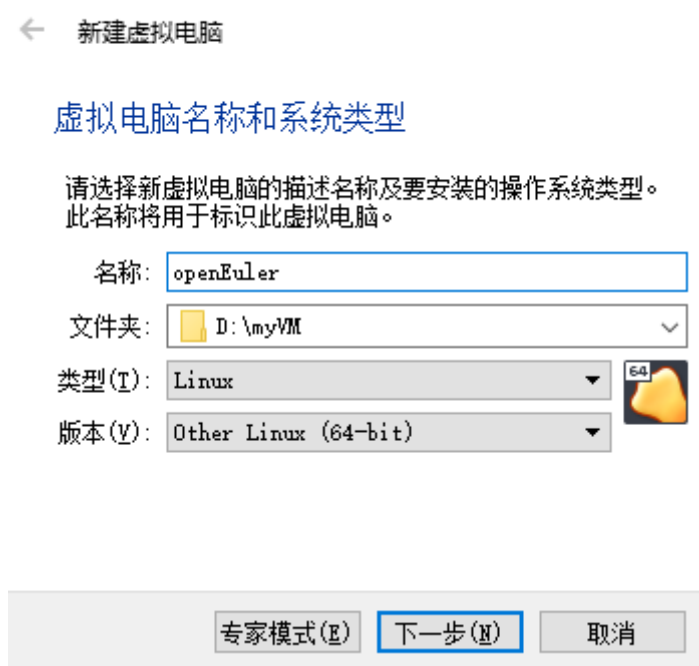 新建虚拟电脑
虚拟电脑名称和系统类型
请选择新虚拟电脑的描述名称及要安装的操作系统类型。
此名称将用于标识此虚拟电脑。
名称: openEuler
文件夹: D:\myVM
类型(T): Linux
64
版本(V): Other Linux (64-bit)
专家模式(E) 下一步(N) 取消